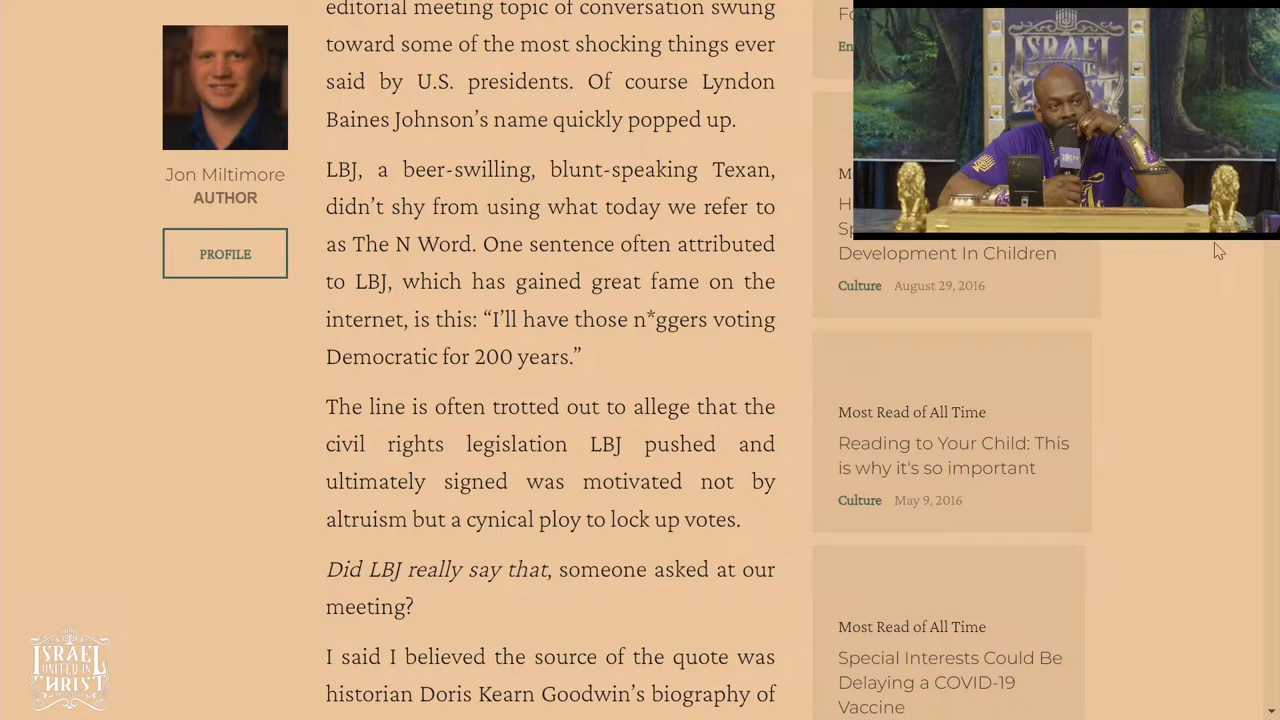 editorial meeting topic of conversation swung
toward some of the most shocking things ever
said by U.S. presidents. Of course Lyndon
Baines Johnson's name quickly popped up.
LBJ, a beer-swilling, blunt-speaking Texan,
didn't shy from using what today we refer to
as The N Word. One sentence often attributed
to LBJ, which has gained great fame on the
internet, is this: “I'll have those n*ggers voting
Democratic for 200 years.”
The line is often trotted out to allege that the
civil rights legislation LBJ pushed and
ultimately signed was motivated not by
altruism but a cynical ploy to lock up votes.
Did LBJ really say that, someone asked at our
meeting?
I said I believed the source of the quote was
historian Doris Kearn Goodwin's biography of
Jon Miltimore
AUTHOR
PROFILE
ISRAEL
Development In Children
Culture August 29, 2016
Most Read of All Time
Reading to Your Child: This
is why it's so important
Culture May 9, 2016
Most Read of All Time
Special Interests Could Be
Delaying a COVID-19
Vaccine
ISRAEL
UNITED IN
CHRIST